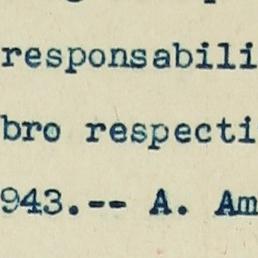 responsabili
bro respecti
943.-- A. Am